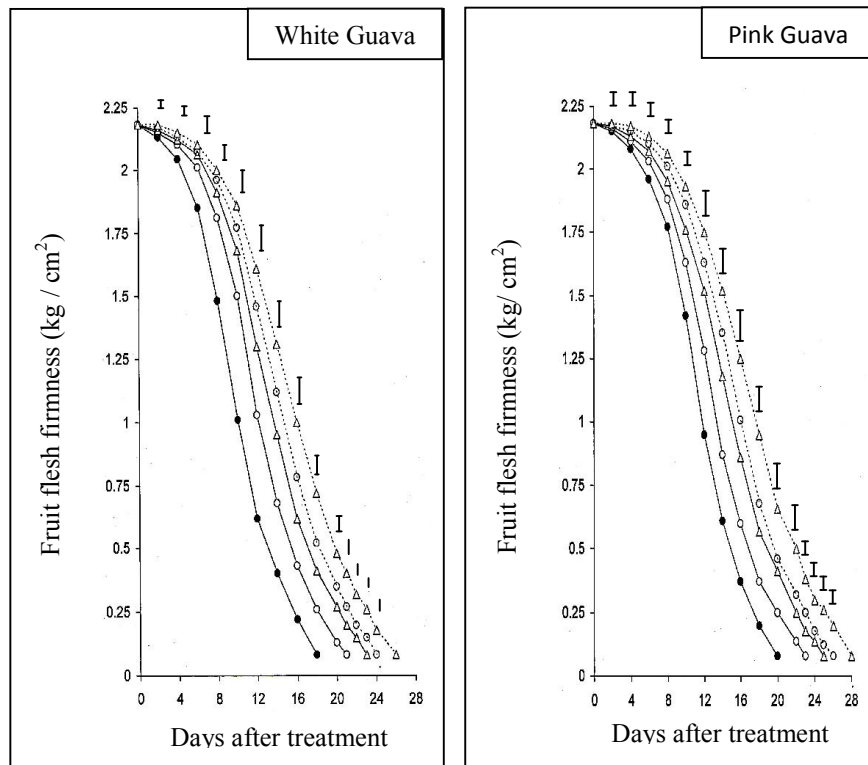 White Guava
2.25
2
1.75
1.5
1.25
1
0.75
0.5
0.25
0
0 4 8 12 16 20 24 28
Fruit flesh firmness (kg / cm²)
Days after treatment
Pink Guava
2.25
2
1.75
1.5
1.25
1
0.75
0.5
0.25
0
0 4 8 12 16 20 24 28
Fruit flesh firmness (kg/ cm²)
Days after treatment